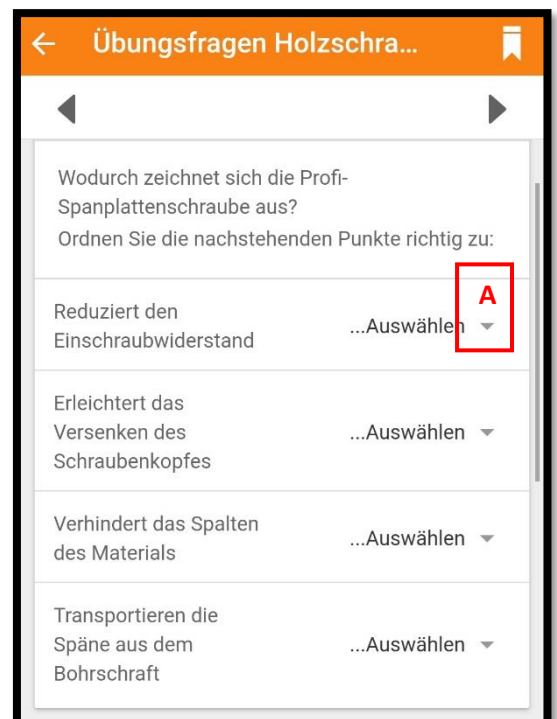 Übungsfragen Holzschra...
Wodurch zeichnet sich die Profi-
Spanplattenschraube aus?
Ordnen Sie die nachstehenden Punkte richtig zu:
A
Reduziert den
Einschraubwiderstand
...Auswählen
Erleichtert das
Versenken des
Schraubenkopfes
...Auswählen
Verhindert das Spalten
des Materials
...Auswählen
Transportieren die
Späne aus dem
Bohrschraft
...Auswählen